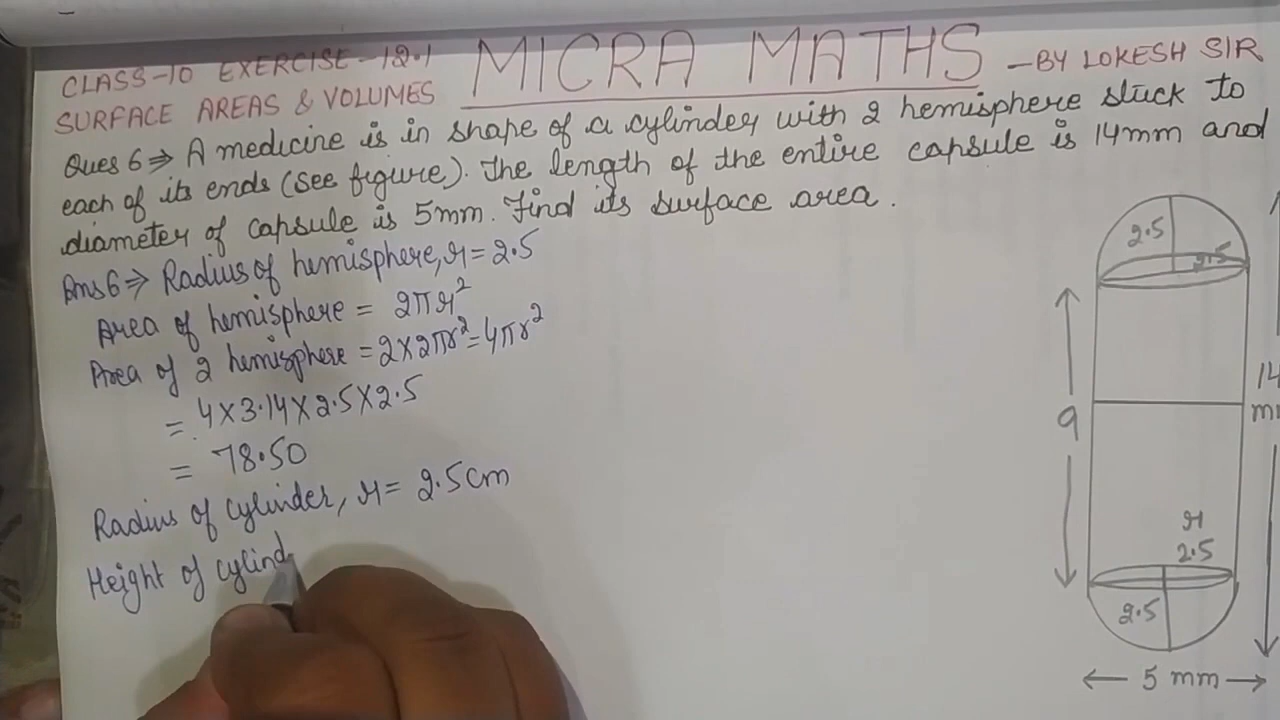 CLASS-10 EXERCISE-12.1 MICRA MATHS -BY LOKESH SIR
SURFACE AREAS & VOLUMES
Ques 6⇒ A medicine is in shape of a cylinder with 2 hemisphere stuck to
each of its ends (see figure). The length of the entire capsule is 14mm and
diameter of capsule is 5mm. Find its surface area.
Ans 6⇒ Radius of hemisphere, r = 2.5
Area of hemisphere = 2πr²
Area of 2 hemisphere = 2×2πr² = 4πr²
= 4×3.14×2.5×2.5
= 78.50
Radius of cylinder, r = 2.5cm
Height of cylind
2.5
2.5
9
14
r
2.5
2.5
5 mm